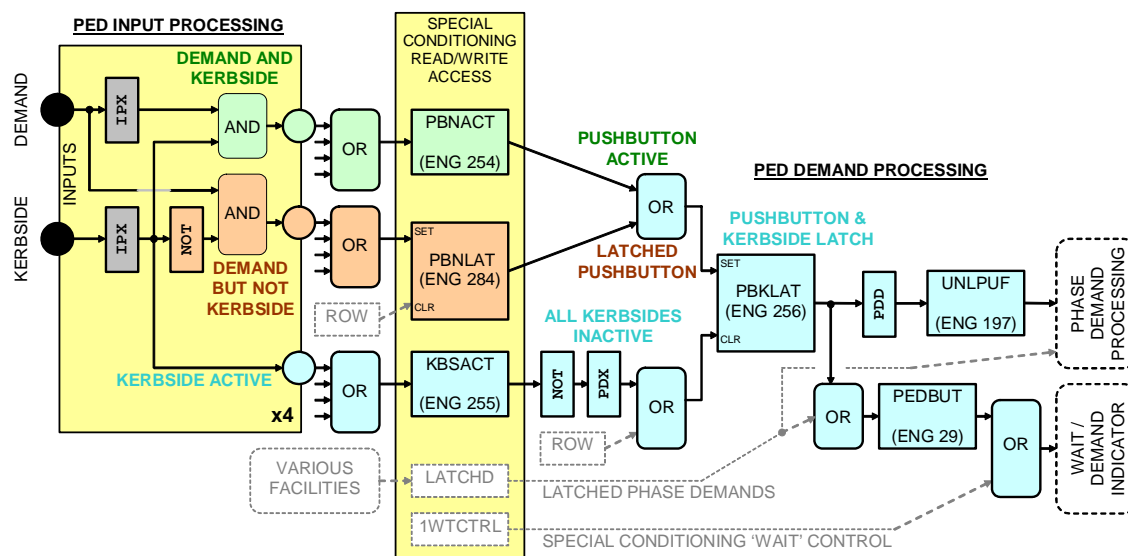 PED INPUT PROCESSING
SPECIAL
CONDITIONING
READ/WRITE
ACCESS
DEMAND AND
KERBSIDE
DEMAND
KERBSIDE
INPUTS
IPX
AND
OR
PBNACT
(ENG 254)
PUSHBUTTON
ACTIVE
PED DEMAND PROCESSING
IPX
NOT
AND
OR
SET
PBNLAT
(ENG 284)
CLR
OR
LATCHED
PUSHBUTTON
PUSHBUTTON &
KERBSIDE LATCH
DEMAND
BUT NOT
KERBSIDE
ROW
ALL KERBSIDES
INACTIVE
SET
PBKLAT
(ENG 256)
CLR
PDD
UNLPUF
(ENG 197)
PHASE
DEMAND
PROCESSING
KERBSIDE ACTIVE
x4
OR
KBSACT
(ENG 255)
NOT
PDX
OR
ROW
OR
PEDBUT
(ENG 29)
OR
WAIT /
DEMAND
INDICATOR
VARIOUS
FACILITIES
LATCHD
LATCHED PHASE DEMANDS
1WTCTRL
SPECIAL CONDITIONING ‘WAIT’ CONTROL